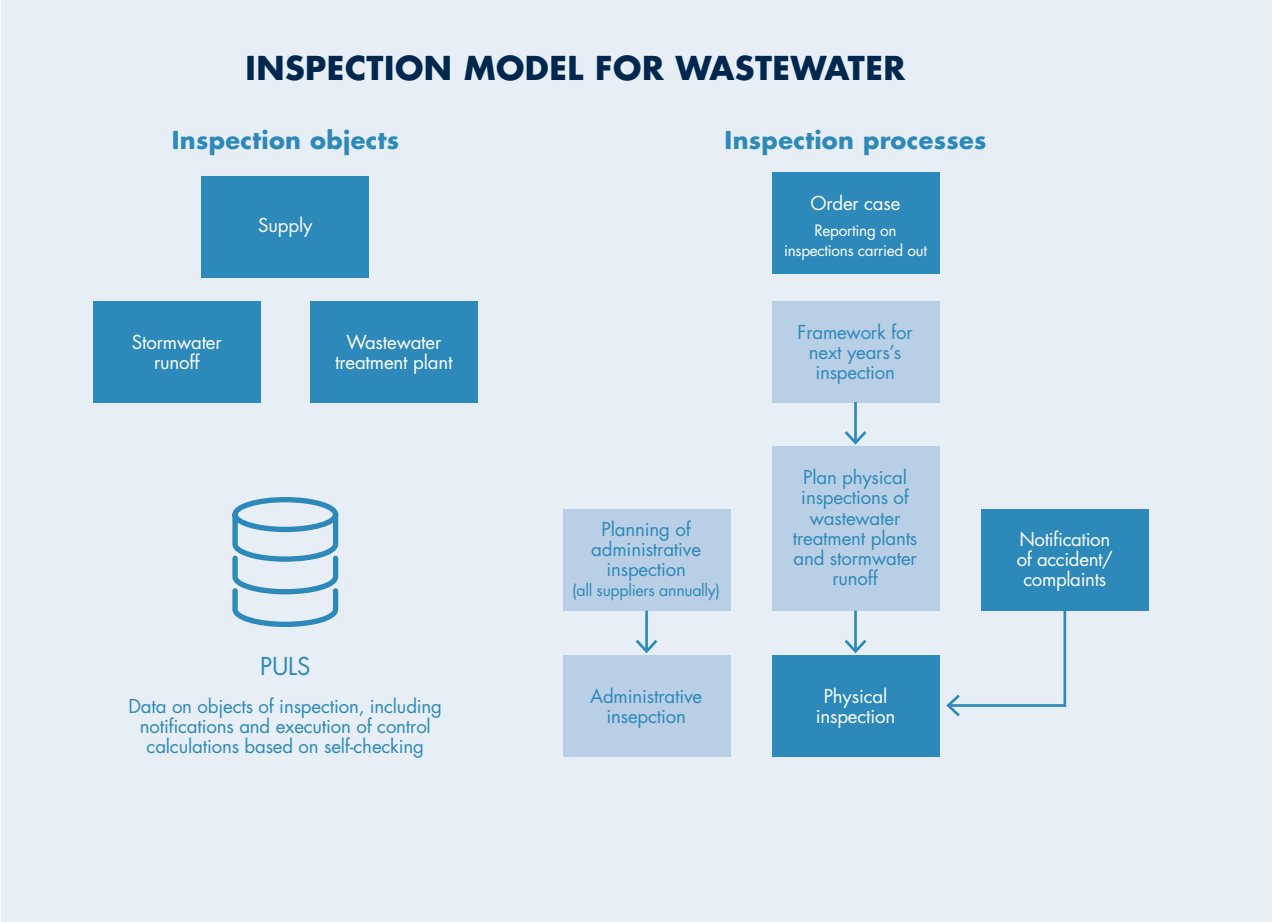 INSPECTION MODEL FOR WASTEWATER
Inspection objects
Supply
Stormwater
runoff
Wastewater
treatment plant
PULS
Data on objects of inspection, including
notifications and execution of control
calculations based on self-checking
Inspection processes
Order case
Reporting on
inspections carried out
Framework for
next years's
inspection
Plan physical
inspections of
wastewater
treatment plants
and stormwater
runoff
Planning of
administrative
inspection
(all suppliers annually)
Notification
of accident/
complaints
Administrative
insepction
Physical
inspection